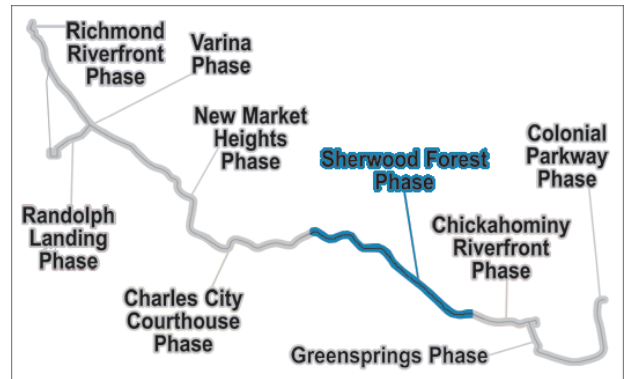 Richmond
Riverfront
Phase
Varina
Phase
New Market
Heights
Phase
Sherwood Forest
Phase
Colonial
Parkway
Phase
Randolph
Landing
Phase
Chickahominy
Riverfront
Phase
Charles City
Courthouse
Phase
Greensprings Phase